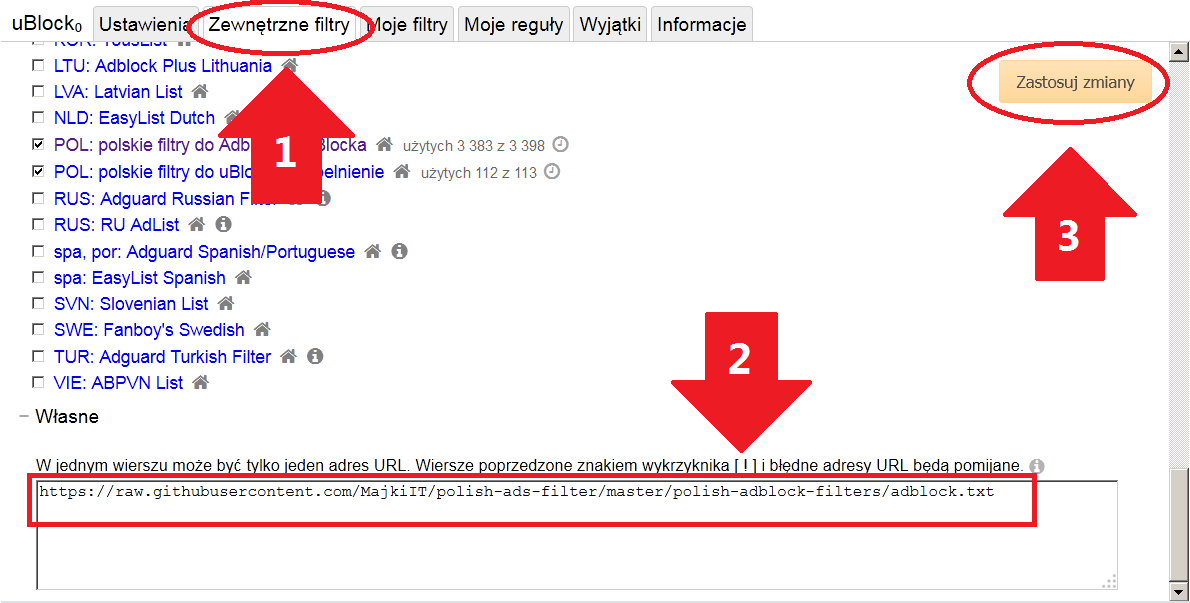 uBlock₀ Ustawienia Zewnętrzne filtry Moje filtry Moje reguły Wyjątki Informacje
KOR: YousList
LTU: Adblock Plus Lithuania
Zastosuj zmiany
LVA: Latvian List
NLD: EasyList Dutch
1
POL: polskie filtry do Adb Blocka użytych 3 383 z 3 398
POL: polskie filtry do uBlo pełnienie użytych 112 z 113
RUS: Adguard Russian Filter
RUS: RU AdList
3
spa, por: Adguard Spanish/Portuguese
spa: EasyList Spanish
SVN: Slovenian List
SWE: Fanboy's Swedish
2
TUR: Adguard Turkish Filter
VIE: ABPVN List
Własne
W jednym wierszu może być tylko jeden adres URL. Wiersze poprzedzone znakiem wykrzyknika [ ! ] i błędne adresy URL będą pomijane.
https://raw.githubusercontent.com/MajkiIT/polish-ads-filter/master/polish-adblock-filters/adblock.txt